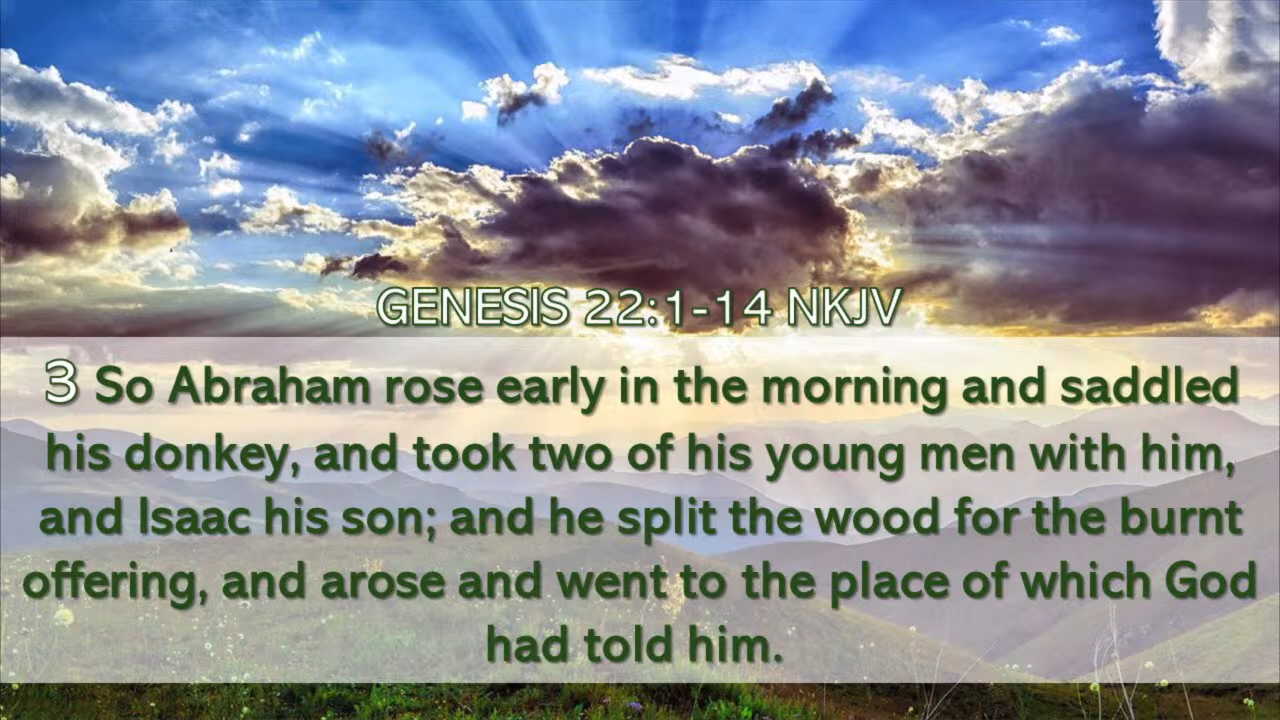 GENESIS 22:1-14 NKJV
3 So Abraham rose early in the morning and saddled
his donkey, and took two of his young men with him,
and Isaac his son; and he split the wood for the burnt
offering, and arose and went to the place of which God
had told him.